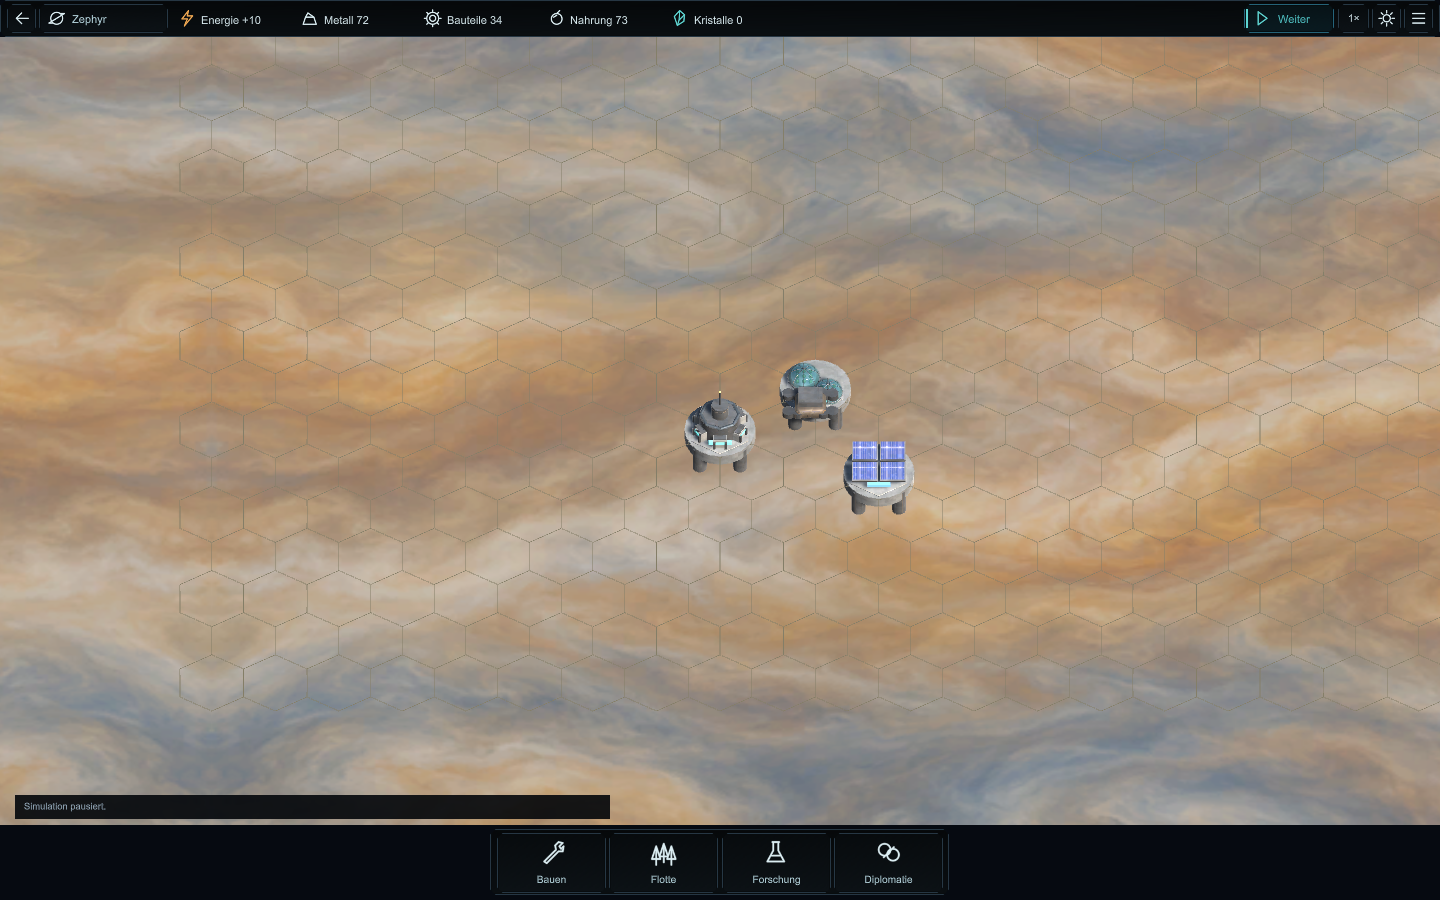 Zephyr
Energie +10
Metall 72
Bauteile 34
Nahrung 73
Kristalle 0
Weiter
1×
Simulation pausiert.
Bauen
Flotte
Forschung
Diplomatie